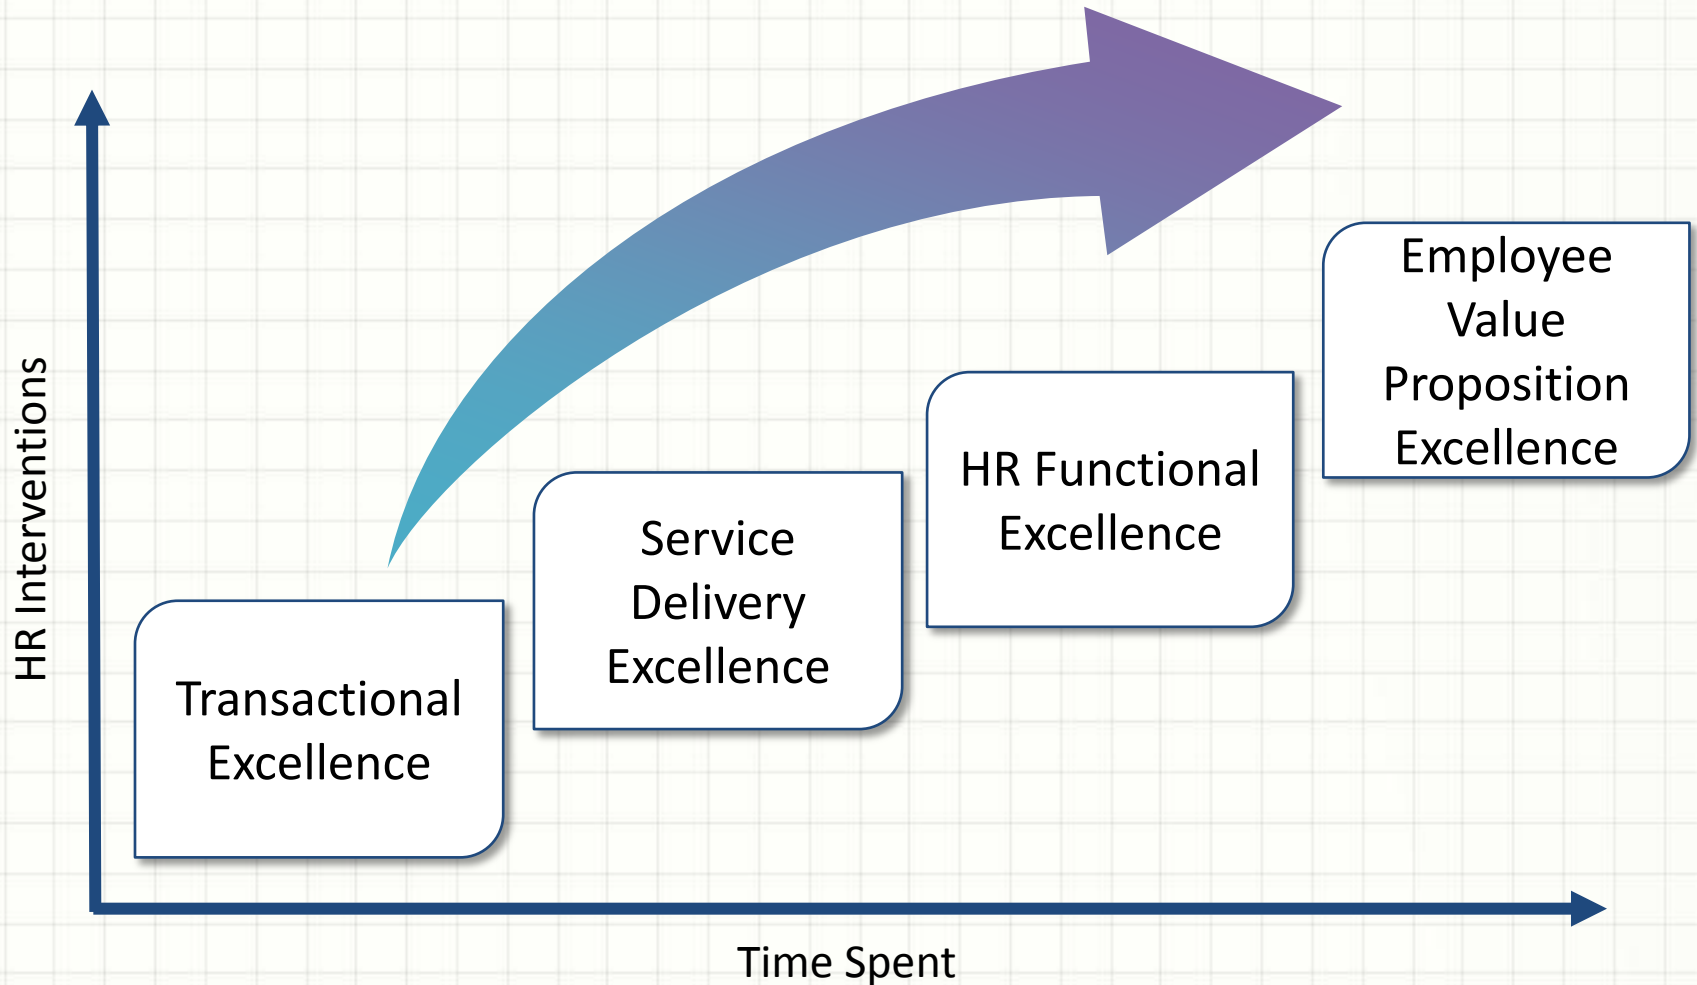 HR Interventions
Transactional
Excellence
Service
Delivery
Excellence
HR Functional
Excellence
Employee
Value
Proposition
Excellence
Time Spent